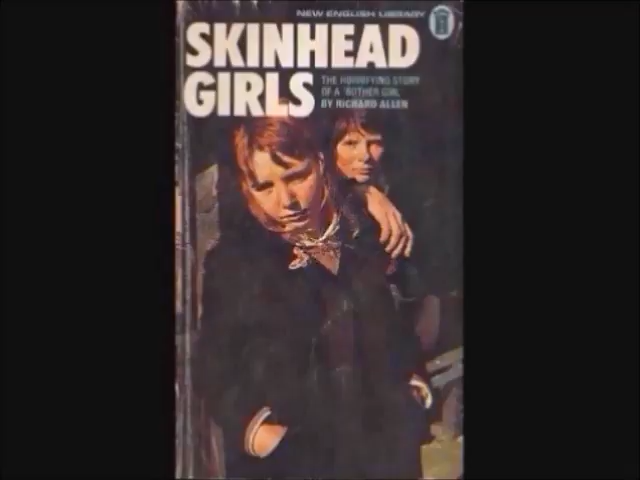 NEW ENGLISH LIBRARY
SKINHEAD
GIRLS
THE HORRIFYING STORY
OF A 'BOTHER GIRL'
BY RICHARD ALLEN